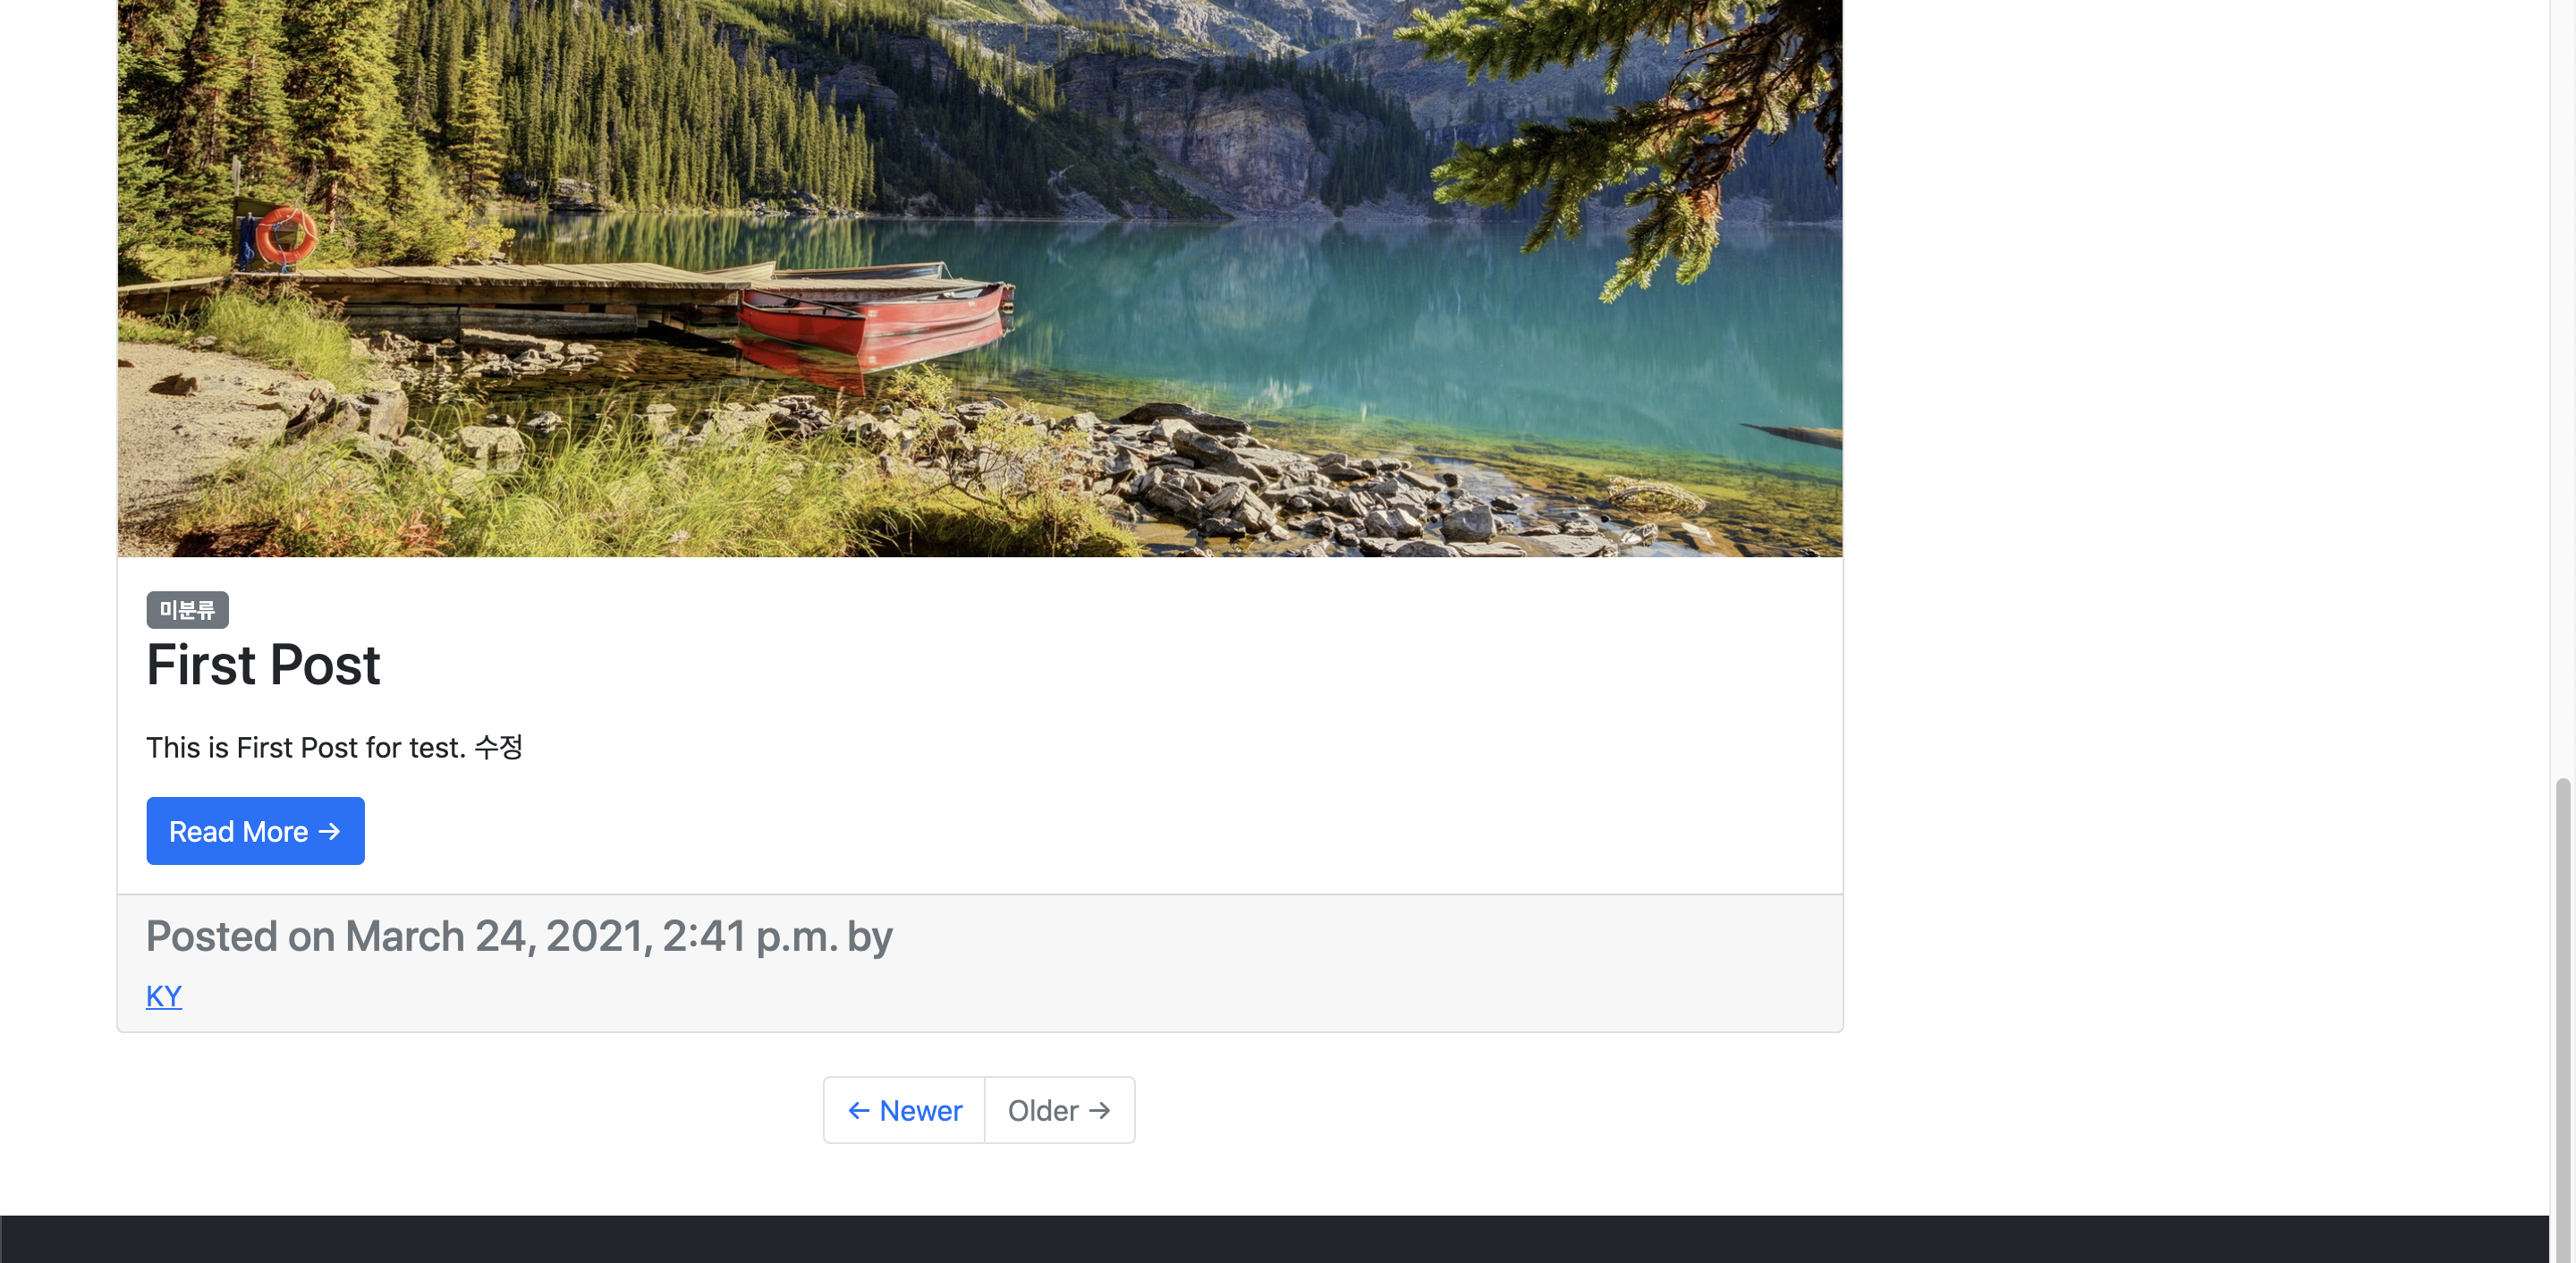 미분류
First Post
This is First Post for test. 수정
Read More →
Posted on March 24, 2021, 2:41 p.m. by
KY
← Newer
Older →